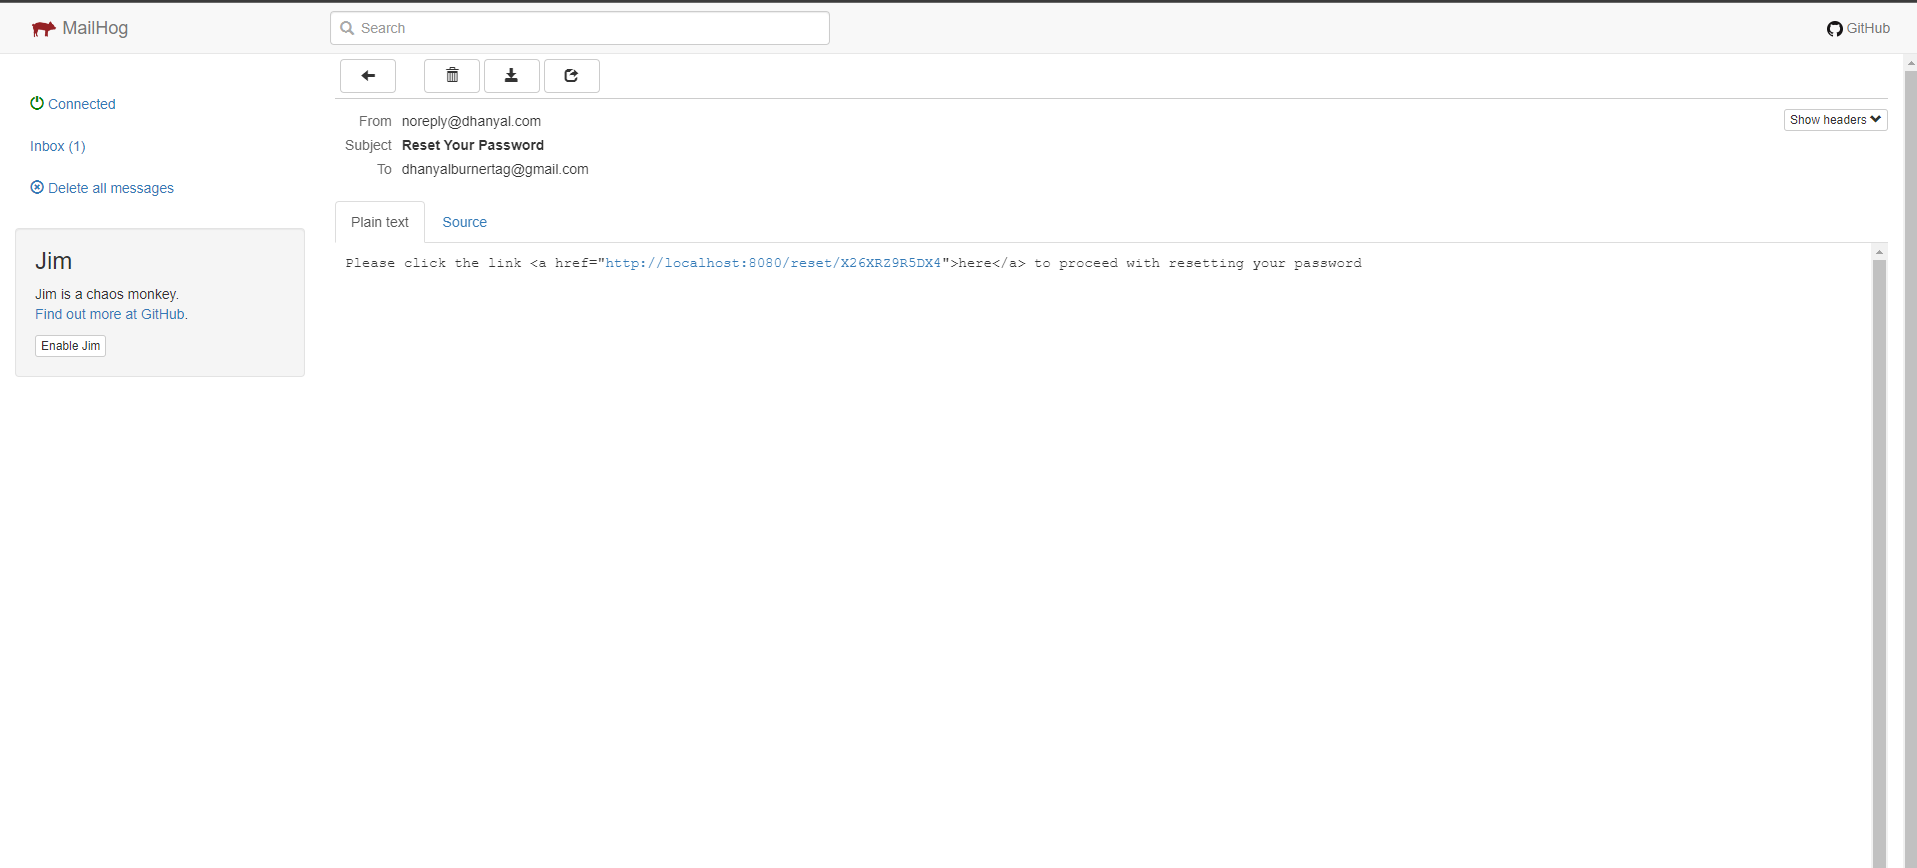 MailHog
Search
GitHub
Connected
Inbox (1)
Delete all messages
Jim
Jim is a chaos monkey.
Find out more at GitHub.
Enable Jim
From noreply@dhanyal.com
Show headers
Subject Reset Your Password
To dhanyalburnertag@gmail.com
Plain text Source
Please click the link <a href="http://localhost:8080/reset/X26XRZ9R5DX4">here</a> to proceed with resetting your password